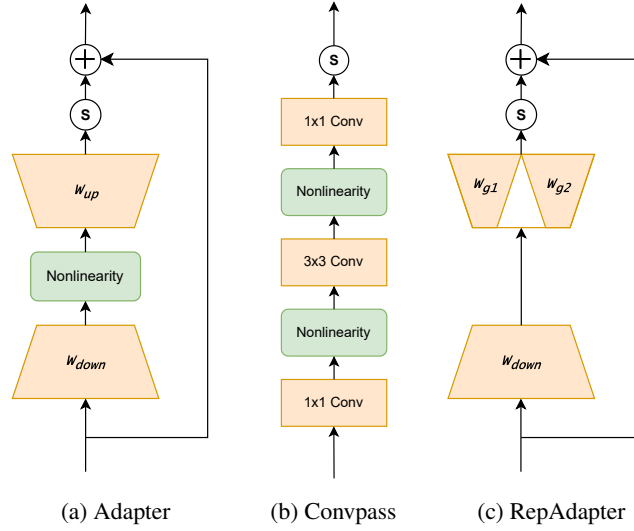 S
W_up
Nonlinearity
W_down
(a) Adapter
S
1x1 Conv
Nonlinearity
3x3 Conv
Nonlinearity
1x1 Conv
(b) Convpass
S
W_g1 W_g2
W_down
(c) RepAdapter